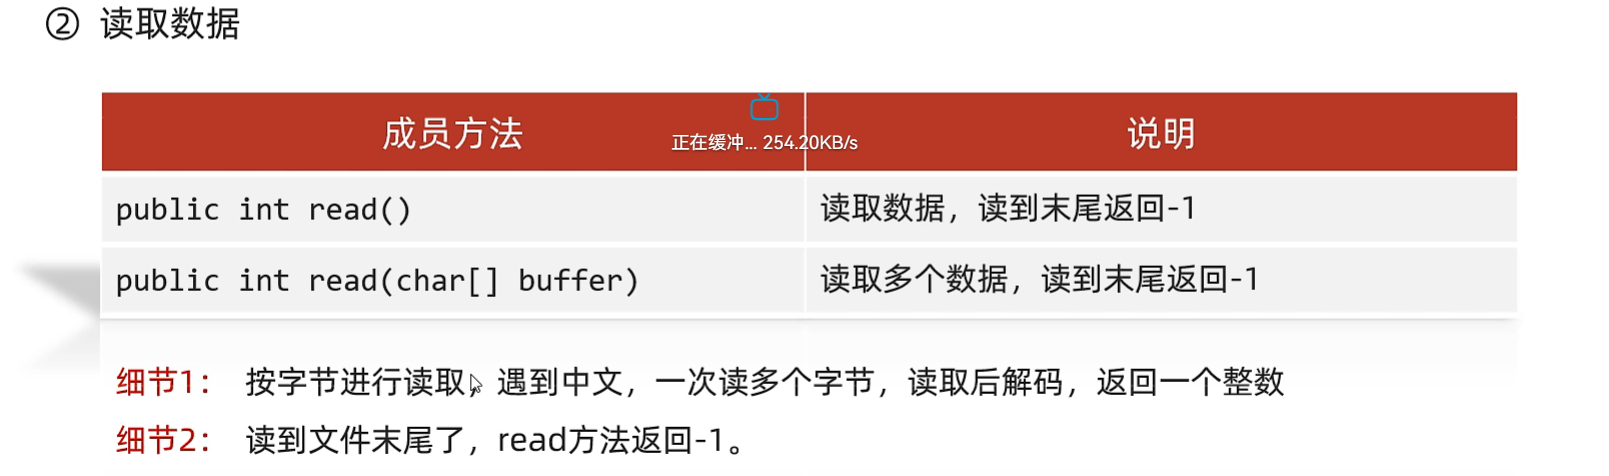 ② 读取数据
成员方法 说明
正在缓冲... 254.20KB/s
public int read() 读取数据，读到末尾返回-1
public int read(char[] buffer) 读取多个数据，读到末尾返回-1
细节1： 按字节进行读取，遇到中文，一次读多个字节，读取后解码，返回一个整数
细节2： 读到文件末尾了，read方法返回-1。